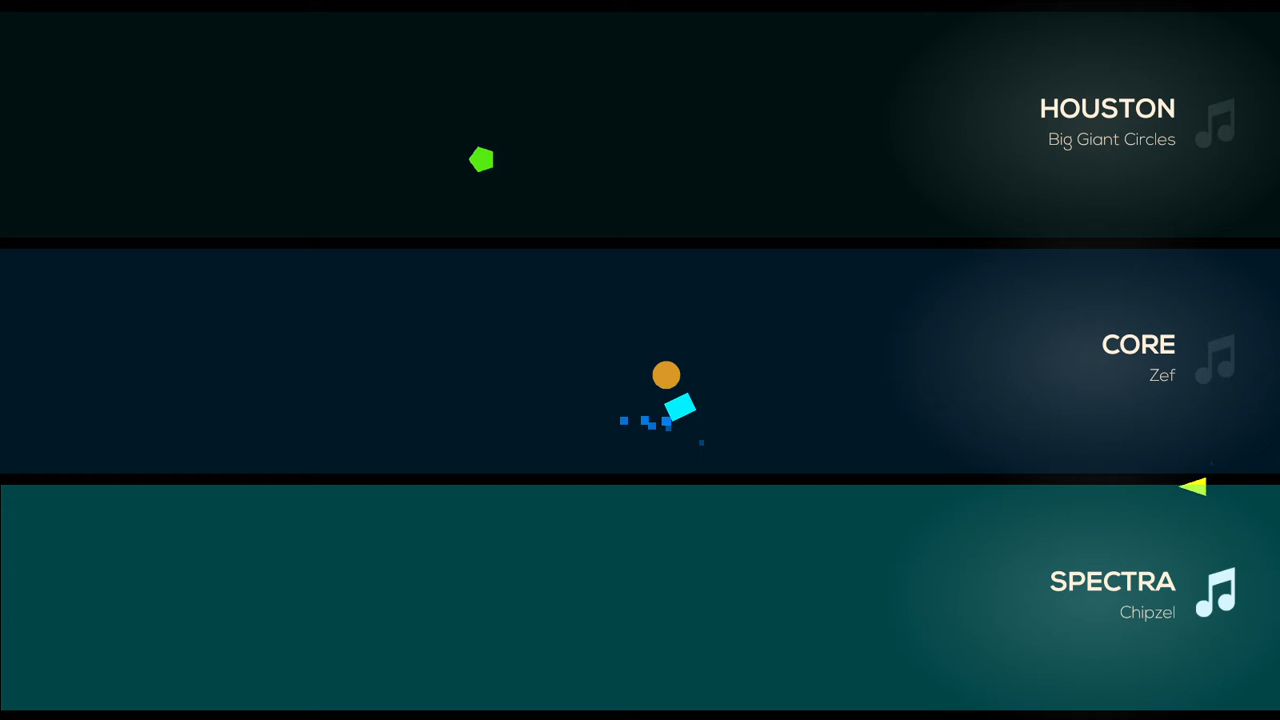 HOUSTON
Big Giant Circles
CORE
Zef
SPECTRA
Chipzel